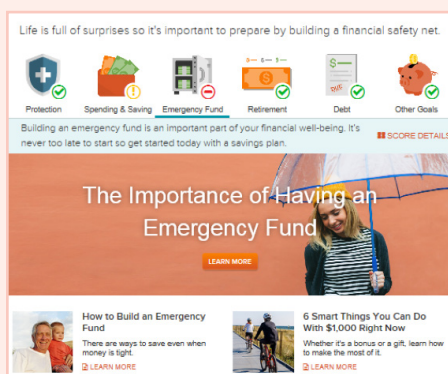 Life is full of surprises so it's important to prepare by building a financial safety net.
Protection
Spending & Saving
Emergency Fund
Retirement
DUE
Debt
Other Goals
Building an emergency fund is an important part of your financial well-being. It's
never too late to start so get started today with a savings plan.
SCORE DETAILS
The Importance of Having an
Emergency Fund
LEARN MORE
How to Build an Emergency
Fund
There are ways to save even when
money is tight.
LEARN MORE
6 Smart Things You Can Do
With $1,000 Right Now
Whether it's a bonus or a gift, learn how
to make the most of it.
LEARN MORE